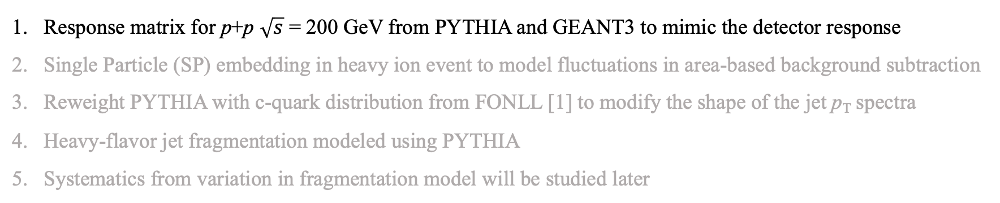 1. Response matrix for p+p √s = 200 GeV from PYTHIA and GEANT3 to mimic the detector response
2. Single Particle (SP) embedding in heavy ion event to model fluctuations in area-based background subtraction
3. Reweight PYTHIA with c-quark distribution from FONLL [1] to modify the shape of the jet pT spectra
4. Heavy-flavor jet fragmentation modeled using PYTHIA
5. Systematics from variation in fragmentation model will be studied later